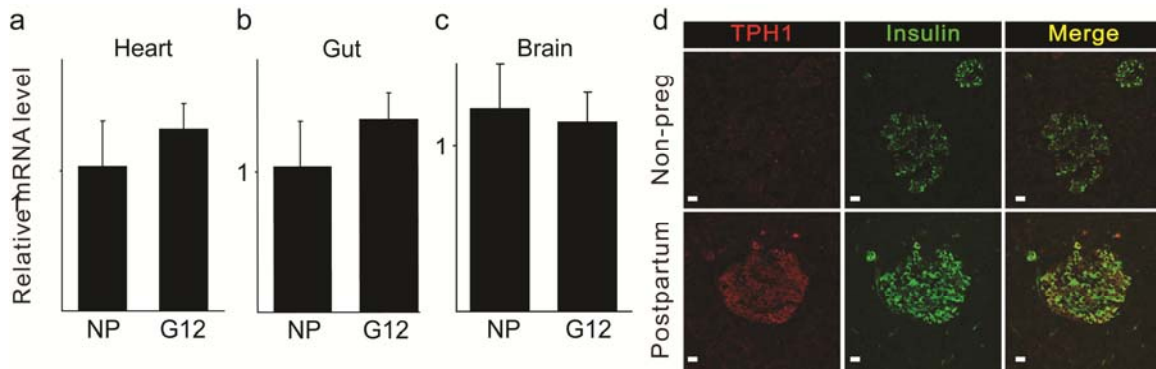 a
Heart
Relative mRNA level
1
NP G12
b
Gut
1
NP G12
c
Brain
1
NP G12
d
TPH1 Insulin Merge
Non-preg
Postpartum